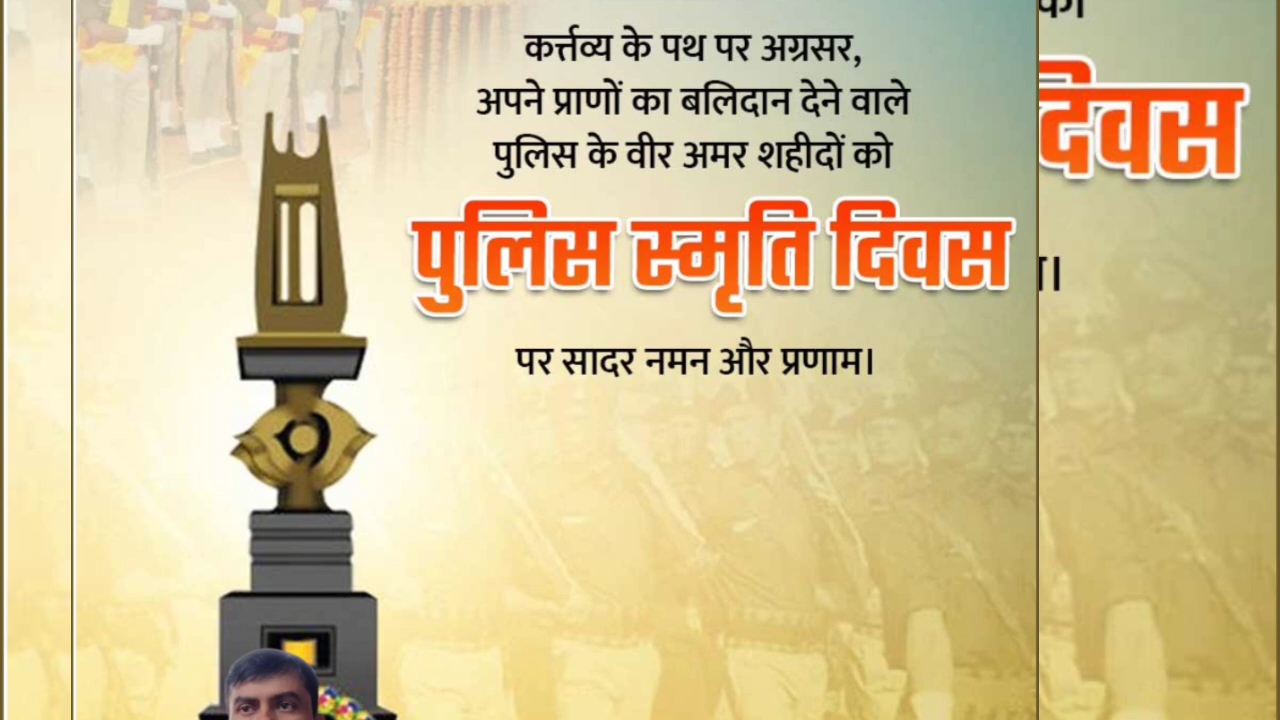 कर्त्तव्य के पथ पर अग्रसर,
अपने प्राणों का बलिदान देने वाले
पुलिस के वीर अमर शहीदों को
पुलिस स्मृति दिवस
पर सादर नमन और प्रणाम।
को
दिवस